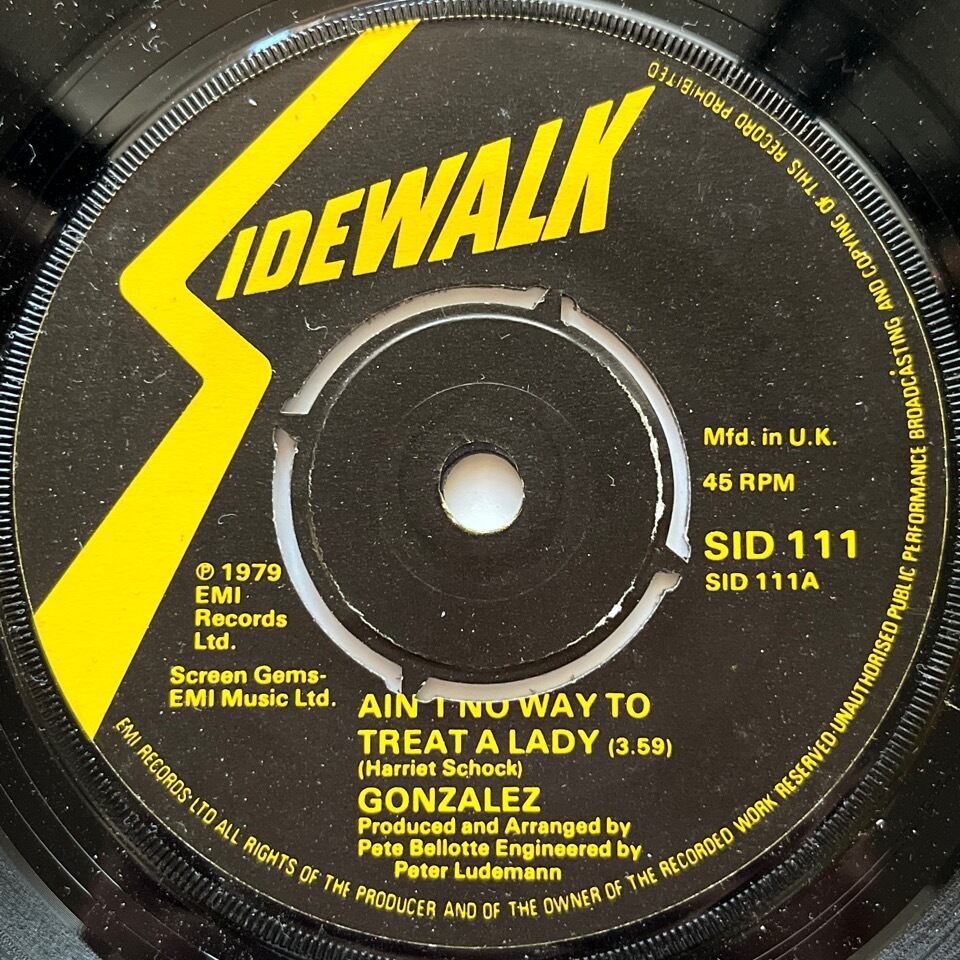 SIDEWALK
Mfd. in U.K.
45 RPM
SID 111
SID 111A
℗ 1979
EMI
Records
Ltd.
Screen Gems-
EMI Music Ltd.
AIN'T NO WAY TO
TREAT A LADY (3.59)
(Harriet Schock)
GONZALEZ
Produced and Arranged by
Pete Bellotte Engineered by
Peter Ludemann
EMI RECORDS LTD ALL RIGHTS OF THE PRODUCER AND OF THE OWNER OF THE RECORDED WORK RESERVED·UNAUTHORISED PUBLIC PERFORMANCE BROADCASTING AND COPYING OF THIS RECORD PROHIBITED